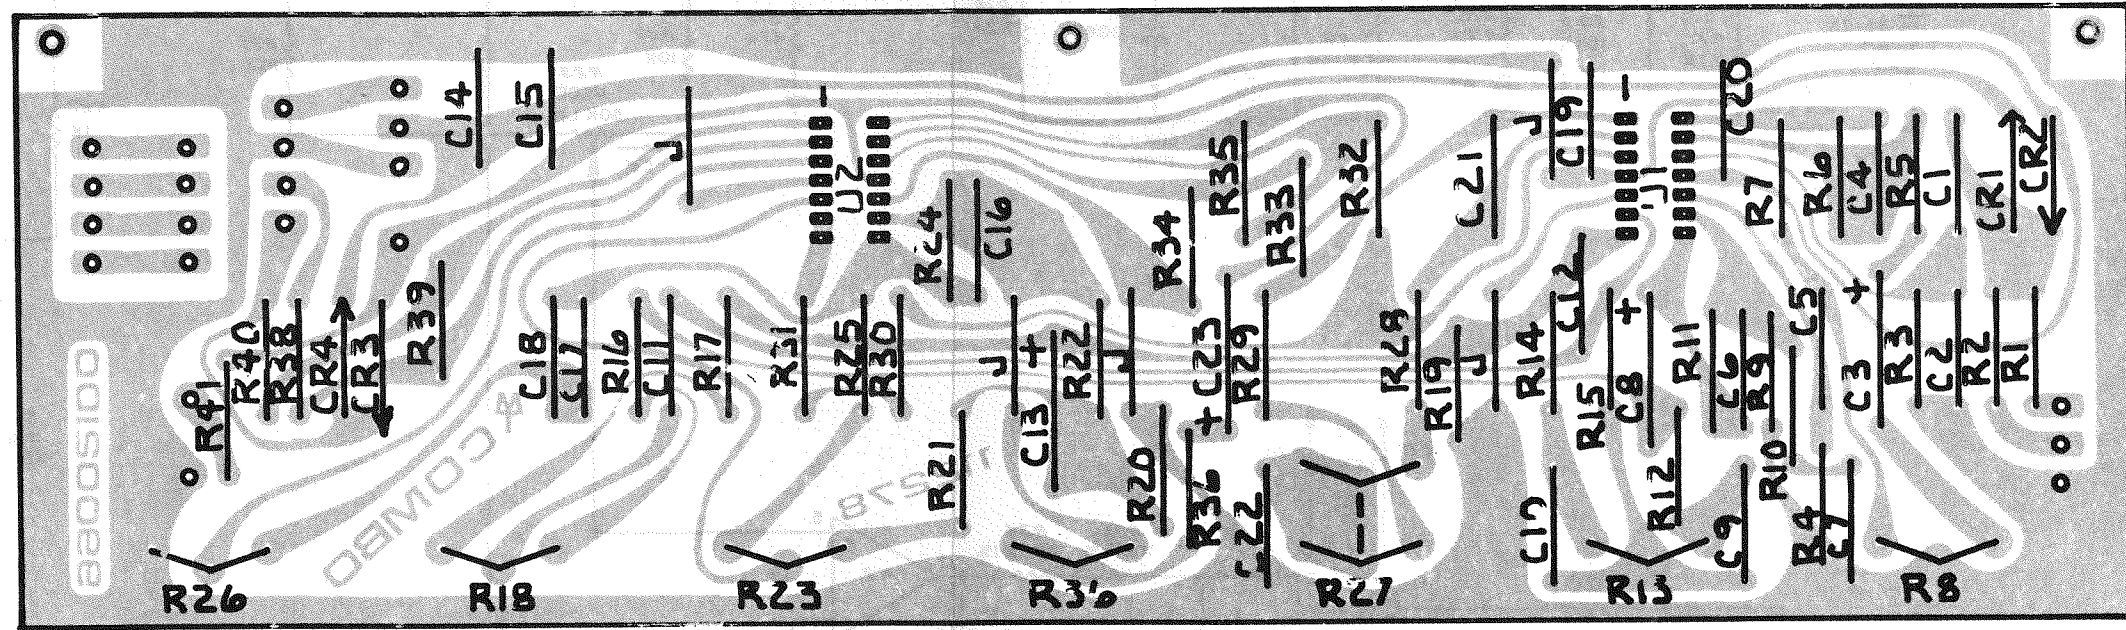 C14
C15
J
U2
R24
C16
R34
R35
R33
R32
C21
J
C19
U1
C20
R7
R6
C4
R5
C1
CR1
CR2
R41
R40
R38
CR4
CR3
R39
C18
C17
R16
C11
R17
R31
R25
R30
R21
J
+
C13
R22
J
R20
R36
+
C23
R29
C22
R28
R19
J
R14
C12
R15
C8
+
R12
R11
C6
R9
R10
C5
R4
C7
C3
+
R3
C2
R2
R1
C17
C9
COMBO
R26
R18
R23
R27
R13
R8